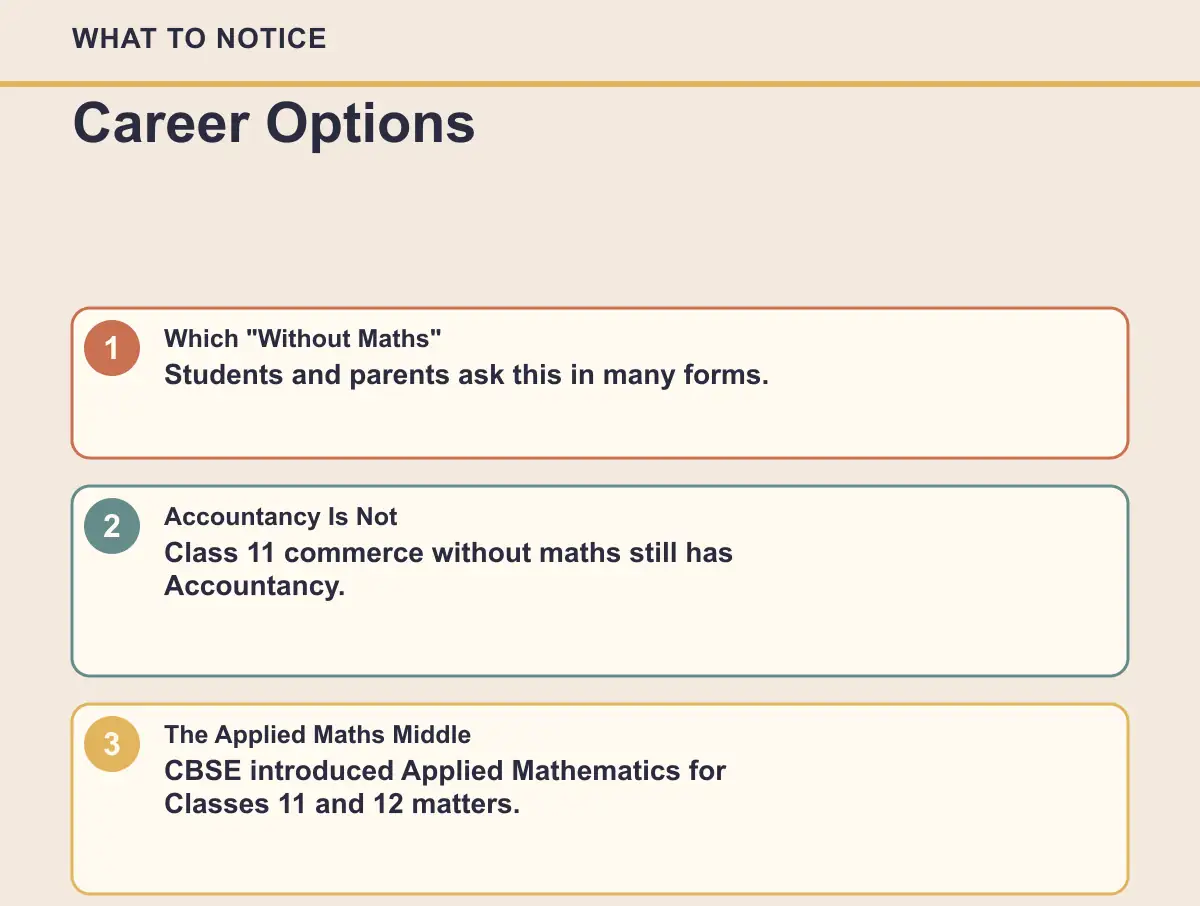 WHAT TO NOTICE
Career Options
1
Which "Without Maths"
Students and parents ask this in many forms.
2
Accountancy Is Not
Class 11 commerce without maths still has
Accountancy.
3
The Applied Maths Middle
CBSE introduced Applied Mathematics for
Classes 11 and 12 matters.